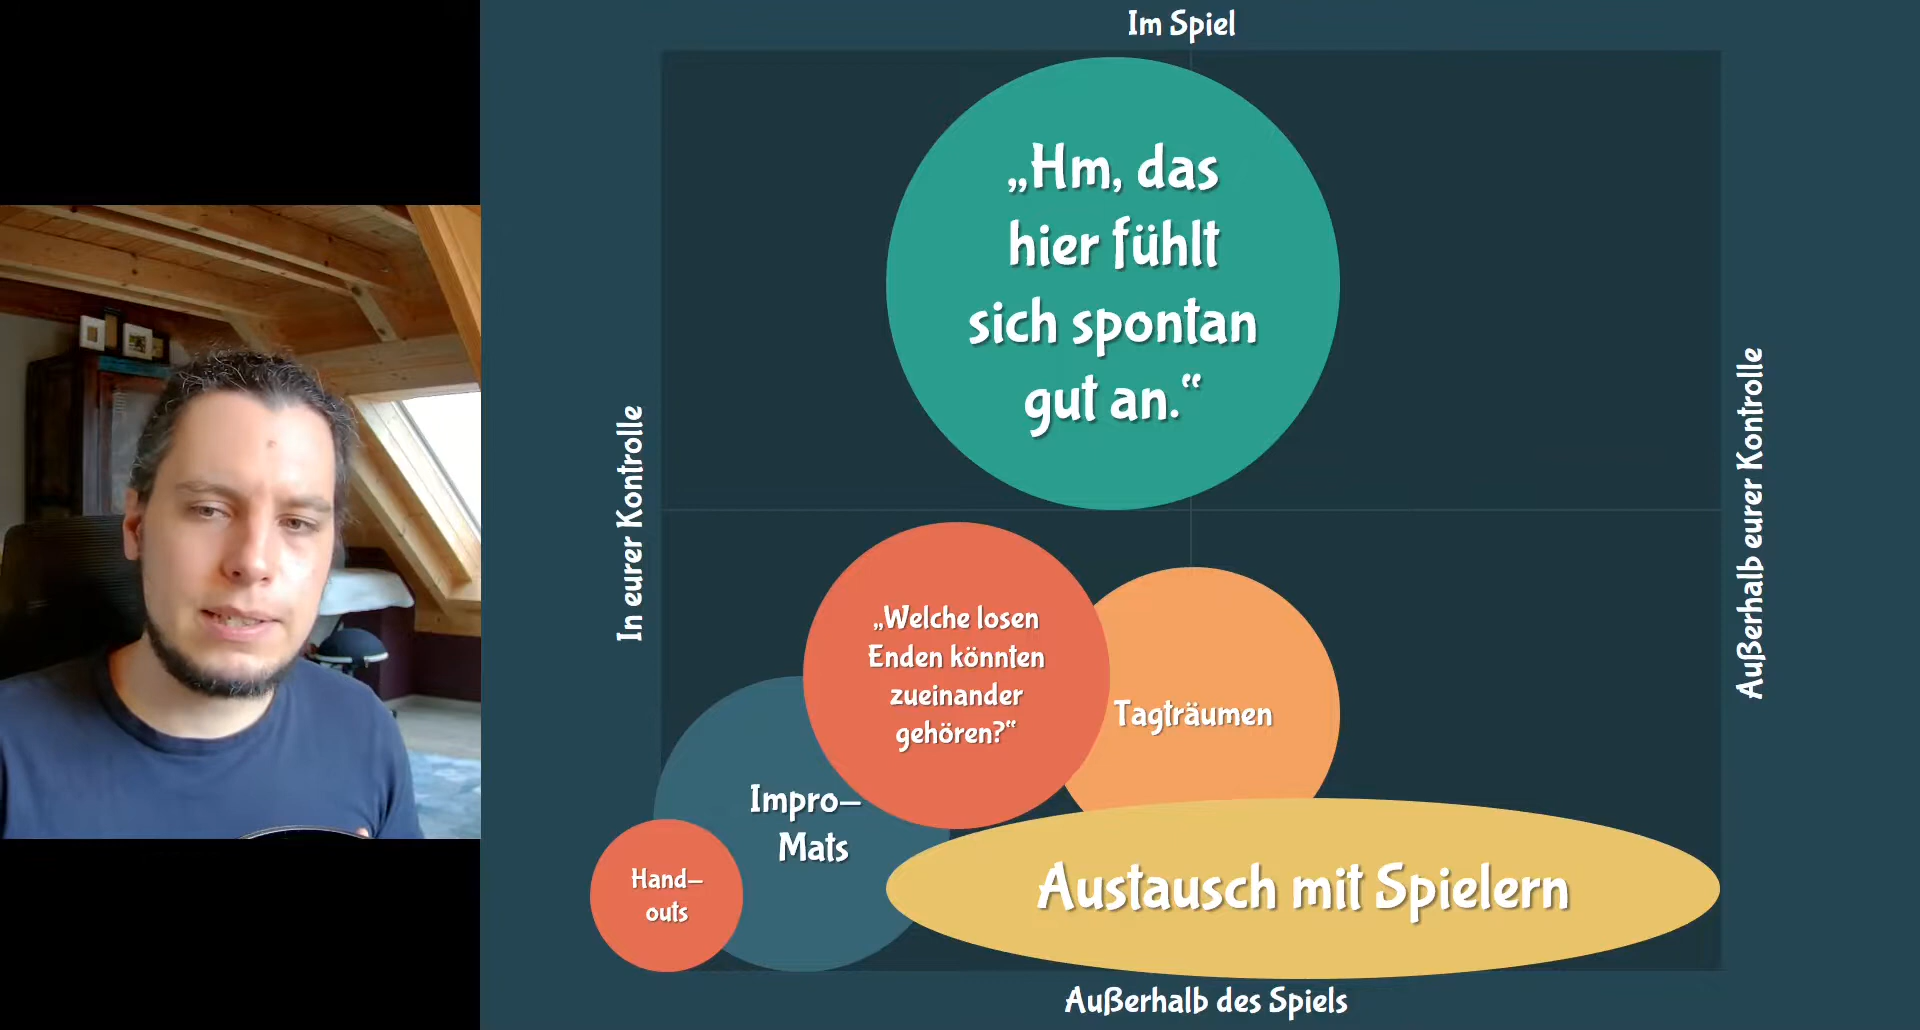 Im Spiel
„Hm, das
hier fühlt
sich spontan
gut an.“
In eurer Kontrolle
Außerhalb eurer Kontrolle
„Welche losen
Enden könnten
zueinander
gehören?“
Tagträumen
Impro-
Mats
Hand-
outs
Austausch mit Spielern
Außerhalb des Spiels